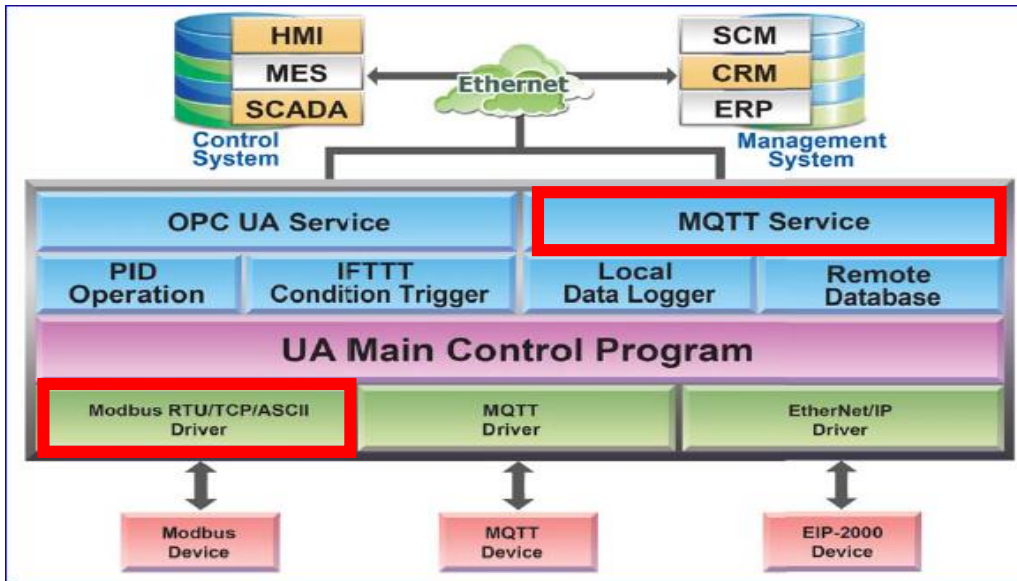 HMI
MES
SCADA
Control
System
Ethernet
SCM
CRM
ERP
Management
System
OPC UA Service
MQTT Service
PID
Operation
IFTTT
Condition Trigger
Local
Data Logger
Remote
Database
UA Main Control Program
Modbus RTU/TCP/ASCII
Driver
MQTT
Driver
EtherNet/IP
Driver
Modbus
Device
MQTT
Device
EIP-2000
Device